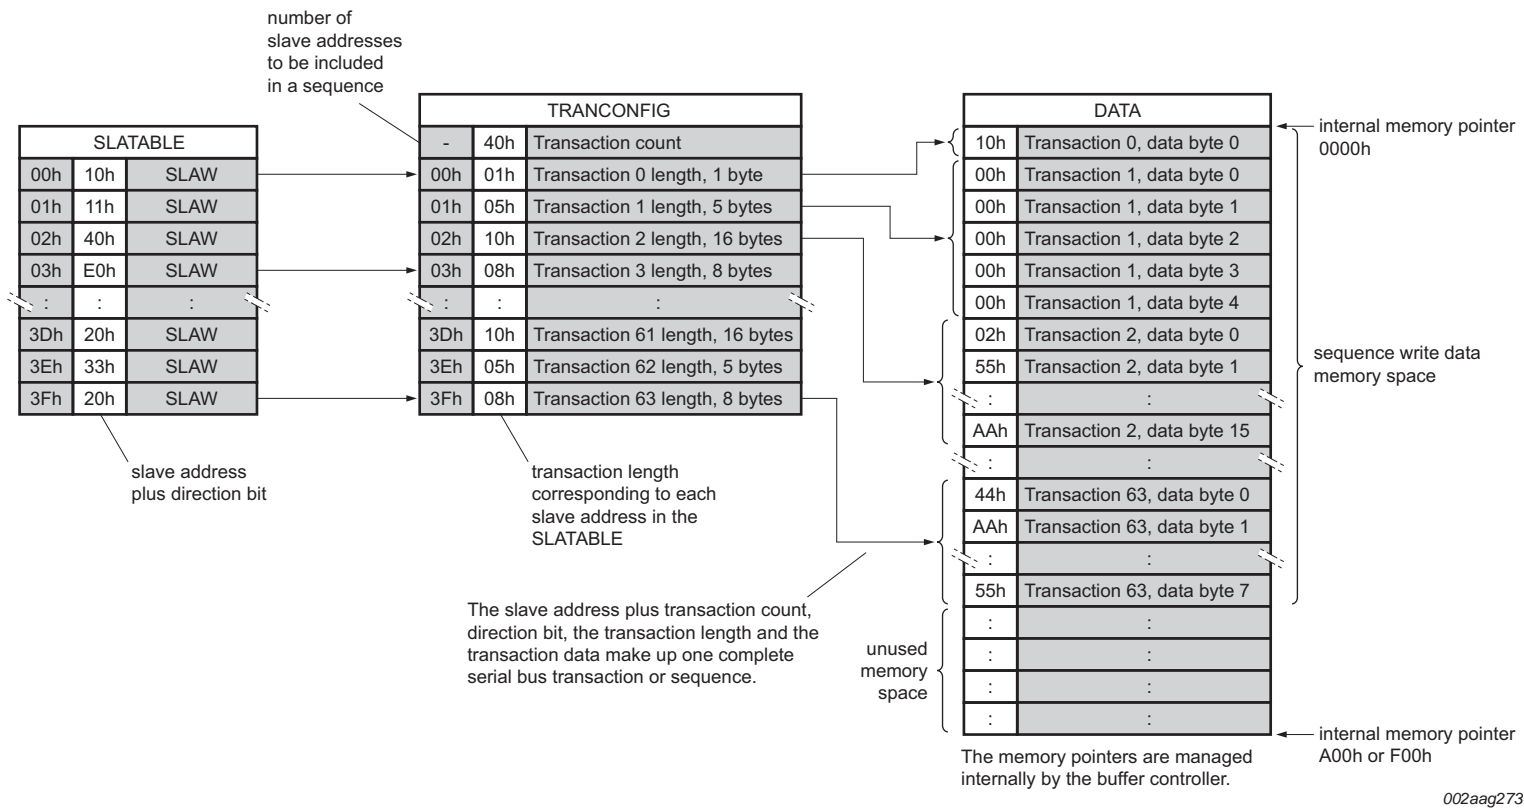 number of
slave addresses
to be included
in a sequence
SLATABLE
00h 10h SLAW
01h 11h SLAW
02h 40h SLAW
03h E0h SLAW
: : :
3Dh 20h SLAW
3Eh 33h SLAW
3Fh 20h SLAW
slave address
plus direction bit
TRANCONFIG
- 40h Transaction count
00h 01h Transaction 0 length, 1 byte
01h 05h Transaction 1 length, 5 bytes
02h 10h Transaction 2 length, 16 bytes
03h 08h Transaction 3 length, 8 bytes
: : :
3Dh 10h Transaction 61 length, 16 bytes
3Eh 05h Transaction 62 length, 5 bytes
3Fh 08h Transaction 63 length, 8 bytes
transaction length
corresponding to each
slave address in the
SLATABLE
The slave address plus transaction count,
direction bit, the transaction length and the
transaction data make up one complete
serial bus transaction or sequence.
DATA
10h Transaction 0, data byte 0
00h Transaction 1, data byte 0
00h Transaction 1, data byte 1
00h Transaction 1, data byte 2
00h Transaction 1, data byte 3
00h Transaction 1, data byte 4
02h Transaction 2, data byte 0
55h Transaction 2, data byte 1
: :
AAh Transaction 2, data byte 15
: :
44h Transaction 63, data byte 0
AAh Transaction 63, data byte 1
: :
55h Transaction 63, data byte 7
: :
: :
: :
: :
unused
memory
space
The memory pointers are managed
internally by the buffer controller.
internal memory pointer
0000h
sequence write data
memory space
internal memory pointer
A00h or F00h
002aag273